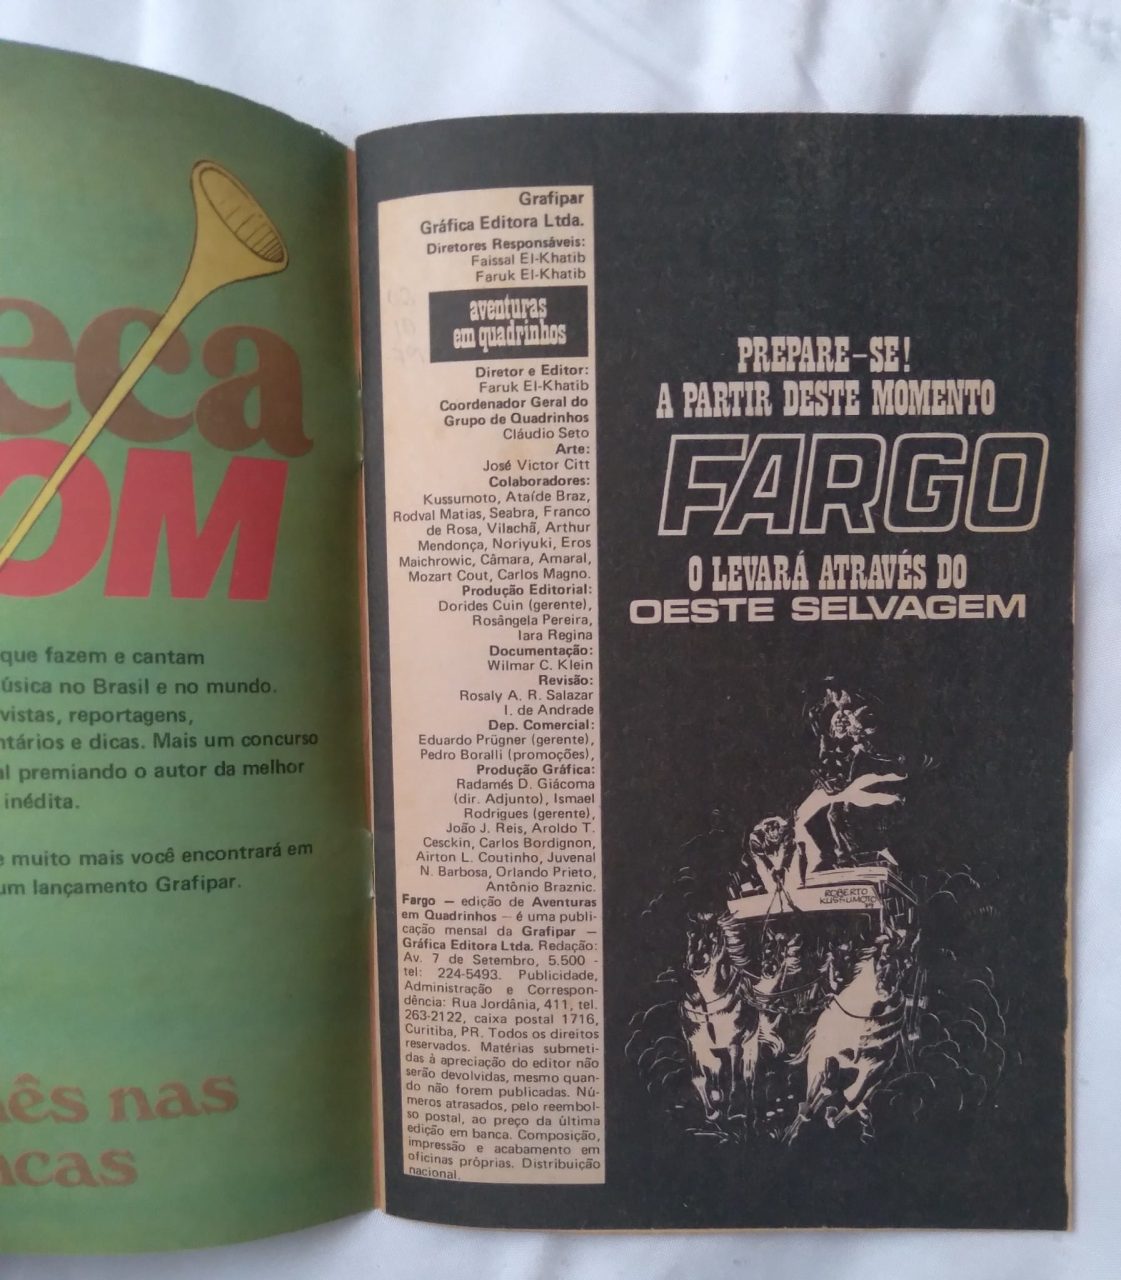 eca
OM
que fazem e cantam
úsica no Brasil e no mundo.
vistas, reportagens,
ntários e dicas. Mais um concurso
al premiando o autor da melhor
inédita.
e muito mais você encontrará em
um lançamento Grafipar.
ês nas
ncas
Grafipar
Gráfica Editora Ltda.
Diretores Responsáveis:
Faissal El-Khatib
Faruk El-Khatib
aventuras
em quadrinhos
Diretor e Editor:
Faruk El-Khatib
Coordenador Geral do
Grupo de Quadrinhos
Cláudio Seto
Arte:
José Victor Citt
Colaboradores:
Kussumoto, Ataíde Braz,
Rodval Matias, Seabra, Franco
de Rosa, Vilachã, Arthur
Mendonça, Noriyuki, Eros
Maichrowic, Câmara, Amaral,
Mozart Cout, Carlos Magno.
Produção Editorial:
Dorides Cuin (gerente),
Rosângela Pereira,
Iara Regina
Documentação:
Wilmar C. Klein
Revisão:
Rosaly A. R. Salazar
I. de Andrade
Dep. Comercial:
Eduardo Prügner (gerente),
Pedro Boralli (promoções),
Produção Gráfica:
Radamés D. Giácoma
(dir. Adjunto), Ismael
Rodrigues (gerente),
João J. Reis, Aroldo T.
Cesckin, Carlos Bordignon,
Airton L. Coutinho, Juvenal
N. Barbosa, Orlando Prieto,
Antônio Braznic.
Fargo — edição de Aventuras
em Quadrinhos — é uma publi-
cação mensal da Grafipar —
Gráfica Editora Ltda. Redação:
Av. 7 de Setembro, 5.500 -
tel: 224-5493. Publicidade,
Administração e Correspon-
dência: Rua Jordânia, 411, tel.
263-2122, caixa postal 1716,
Curitiba, PR. Todos os direitos
reservados. Matérias submeti-
das à apreciação do editor não
serão devolvidas, mesmo quan-
do não forem publicadas. Nú-
meros atrasados, pelo reembol-
so postal, ao preço da última
edição em banca. Composição,
impressão e acabamento em
oficinas próprias. Distribuição
nacional.
PREPARE-SE!
A PARTIR DESTE MOMENTO
FARGO
O LEVARÁ ATRAVÉS DO
OESTE SELVAGEM
ROBERTO
KUSSUMOTO
79